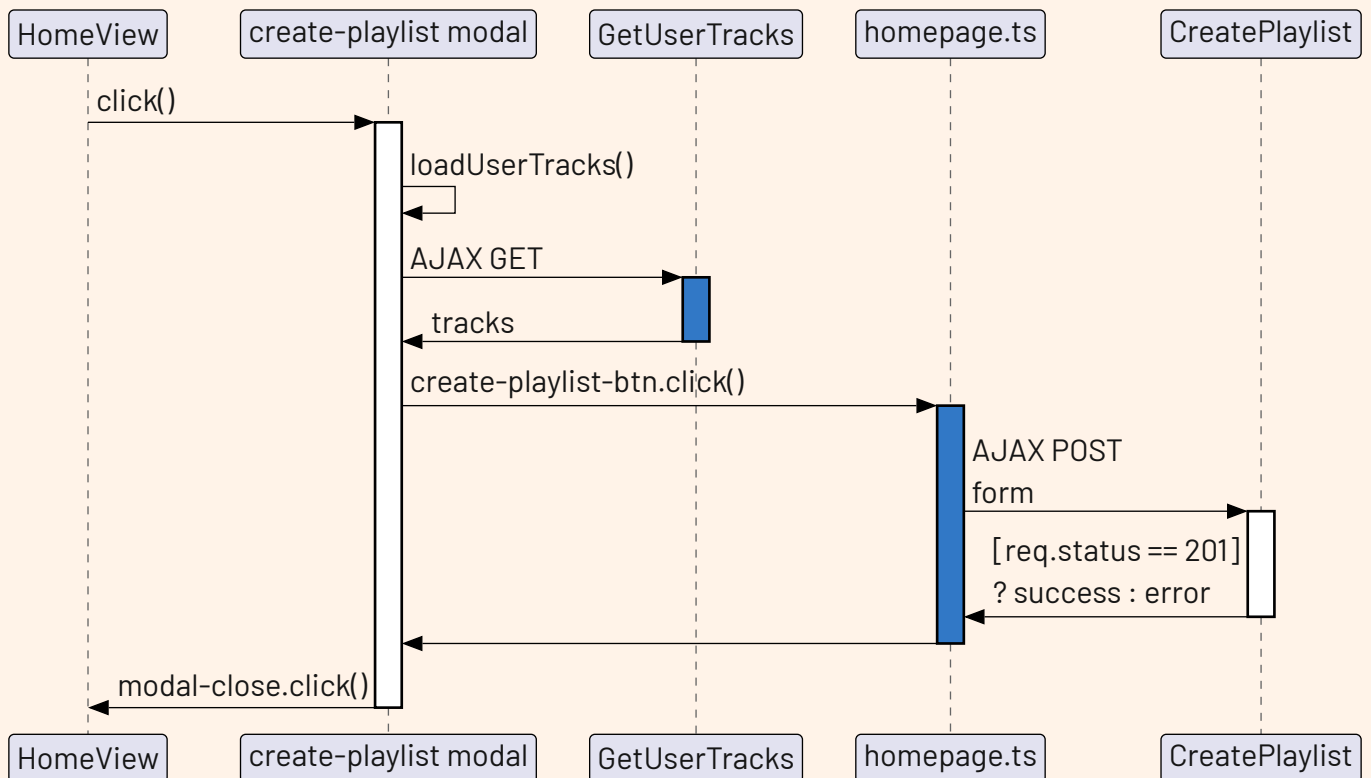 HomeView
create-playlist modal
GetUserTracks
homepage.ts
CreatePlaylist
click()
loadUserTracks()
AJAX GET
tracks
create-playlist-btn.click()
AJAX POST
form
[req.status == 201]
? success : error
modal-close.click()
HomeView
create-playlist modal
GetUserTracks
homepage.ts
CreatePlaylist